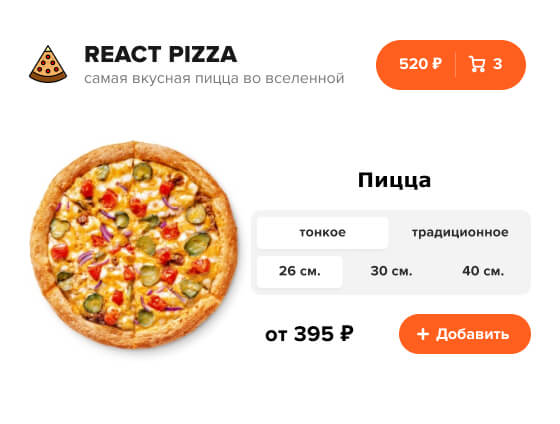 REACT PIZZA
самая вкусная пицца во вселенной
520 ₽ 3
Пицца
тонкое традиционное
26 см. 30 см. 40 см.
от 395 ₽ + Добавить